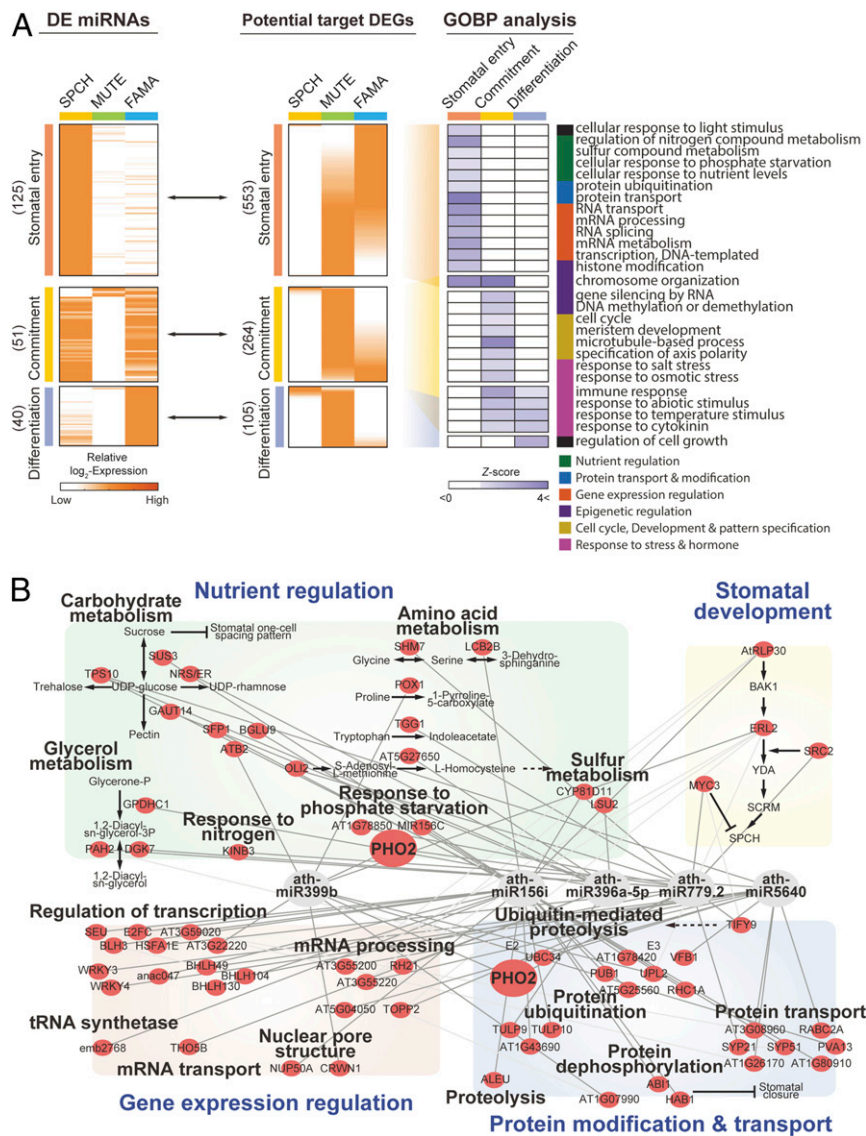 A
DE miRNAs
Potential target DEGs
GOBP analysis
SPCH
MUTE
FAMA
SPCH
MUTE
FAMA
Stomatal entry
Commitment
Differentiation
(125)
Stomatal entry
(51)
Commitment
(40)
Differentiation
(553)
Stomatal entry
(264)
Commitment
(105)
Differentiation
cellular response to light stimulus
regulation of nitrogen compound metabolism
sulfur compound metabolism
cellular response to phosphate starvation
cellular response to nutrient levels
protein ubiquitination
protein transport
RNA transport
mRNA processing
RNA splicing
mRNA metabolism
transcription, DNA-templated
histone modification
chromosome organization
gene silencing by RNA
DNA methylation or demethylation
cell cycle
meristem development
microtubule-based process
specification of axis polarity
response to salt stress
response to osmotic stress
immune response
response to abiotic stimulus
response to temperature stimulus
response to cytokinin
regulation of cell growth
Relative
log2-Expression
Low
High
Z-score
<0
4<
Nutrient regulation
Protein transport & modification
Gene expression regulation
Epigenetic regulation
Cell cycle, Development & pattern specification
Response to stress & hormone
B
Nutrient regulation
Stomatal development
Carbohydrate metabolism
Sucrose
Stomatal one-cell spacing pattern
SUS3
TPS10
NRS/ER
Trehalose
UDP-glucose
UDP-rhamnose
GAUT14
Pectin
SFP1
BGLU9
ATB2
Amino acid metabolism
SHM7
LCB2B
Glycine
Serine
3-Dehydro-sphinganine
POX1
Proline
1-Pyrroline-5-carboxylate
TGG1
Tryptophan
Indoleacetate
AT5G27650
OLI2
S-Adenosyl-L-methionine
L-Homocysteine
Sulfur metabolism
CYP81D11
LSU2
Glycerol metabolism
Glycerone-P
GPDHC1
1,2-Diacyl-sn-glycerol-3P
PAH2
DGK7
1,2-Diacyl-sn-glycerol
Response to nitrogen
KINB3
Response to phosphate starvation
AT1G78850
MIR156C
PHO2
AtRLP30
BAK1
ERL2
SRC2
YDA
MYC3
SCRM
SPCH
ath-miR399b
ath-miR156i
ath-miR396a-5p
ath-miR779.2
ath-miR5640
Regulation of transcription
SEU
E2FC
AT3G59020
BLH3
HSFA1E
AT3G22220
WRKY3
anac047
BHLH49
BHLH104
WRKY4
BHLH130
mRNA processing
AT3G55200
RH21
AT3G55220
AT5G04050
TOPP2
tRNA synthetase
emb2768
THO5B
mRNA transport
Nuclear pore structure
NUP50A
CRWN1
Gene expression regulation
Ubiquitin-mediated proteolysis
TIFY9
E2
UBC34
PHO2
E3
AT1G78420
VFB1
PUB1
UPL2
AT5G25560
RHC1A
Protein ubiquitination
TULP9
TULP10
AT1G43690
Protein transport
AT3G08960
RABC2A
SYP21
SYP51
PVA13
AT1G26170
AT1G80910
Protein dephosphorylation
ABI1
HAB1
Stomatal closure
ALEU
Proteolysis
AT1G07990
Protein modification & transport